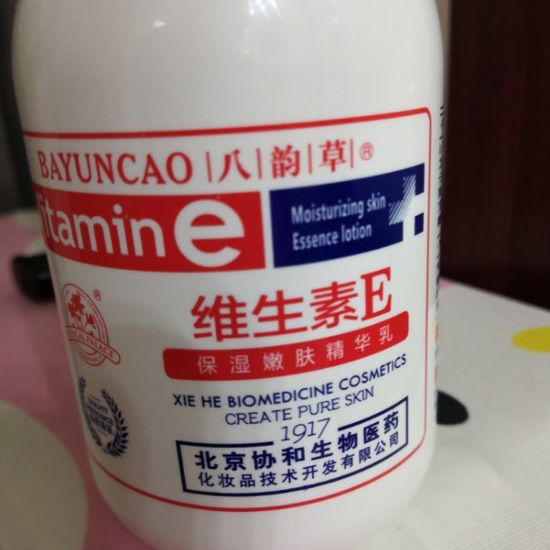 BAYUNCAO 八韵草®
vitamin e
Moisturizing skin
Essence lotion
维生素E
保湿嫩肤精华乳
XIE HE BIOMEDICINE COSMETICS
CREATE PURE SKIN
1917
北京协和生物医药
化妆品技术开发有限公司